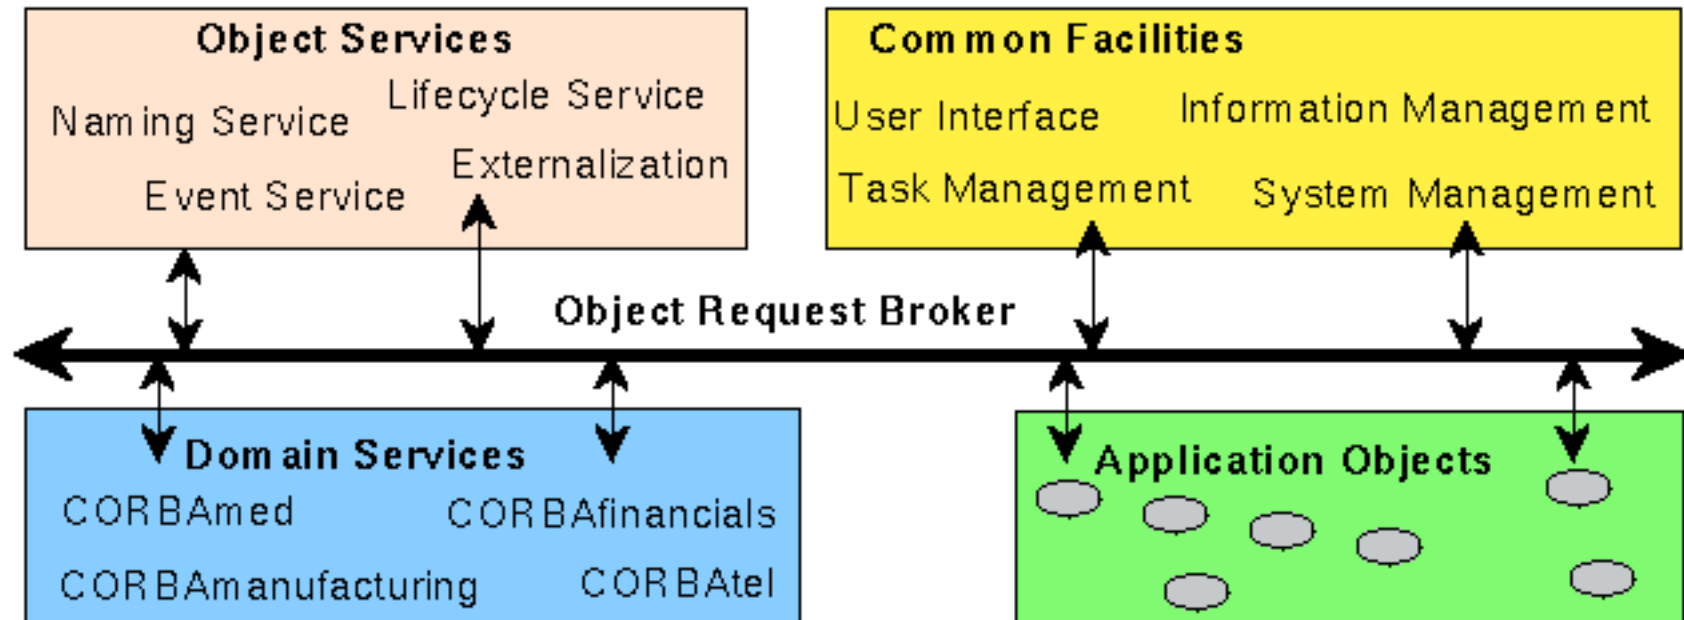 Object Services
Naming Service
Lifecycle Service
Event Service
Externalization
Common Facilities
User Interface
Information Management
Task Management
System Management
Object Request Broker
Domain Services
CORBAmed
CORBAfinancials
CORBAmanufacturing
CORBAtel
Application Objects